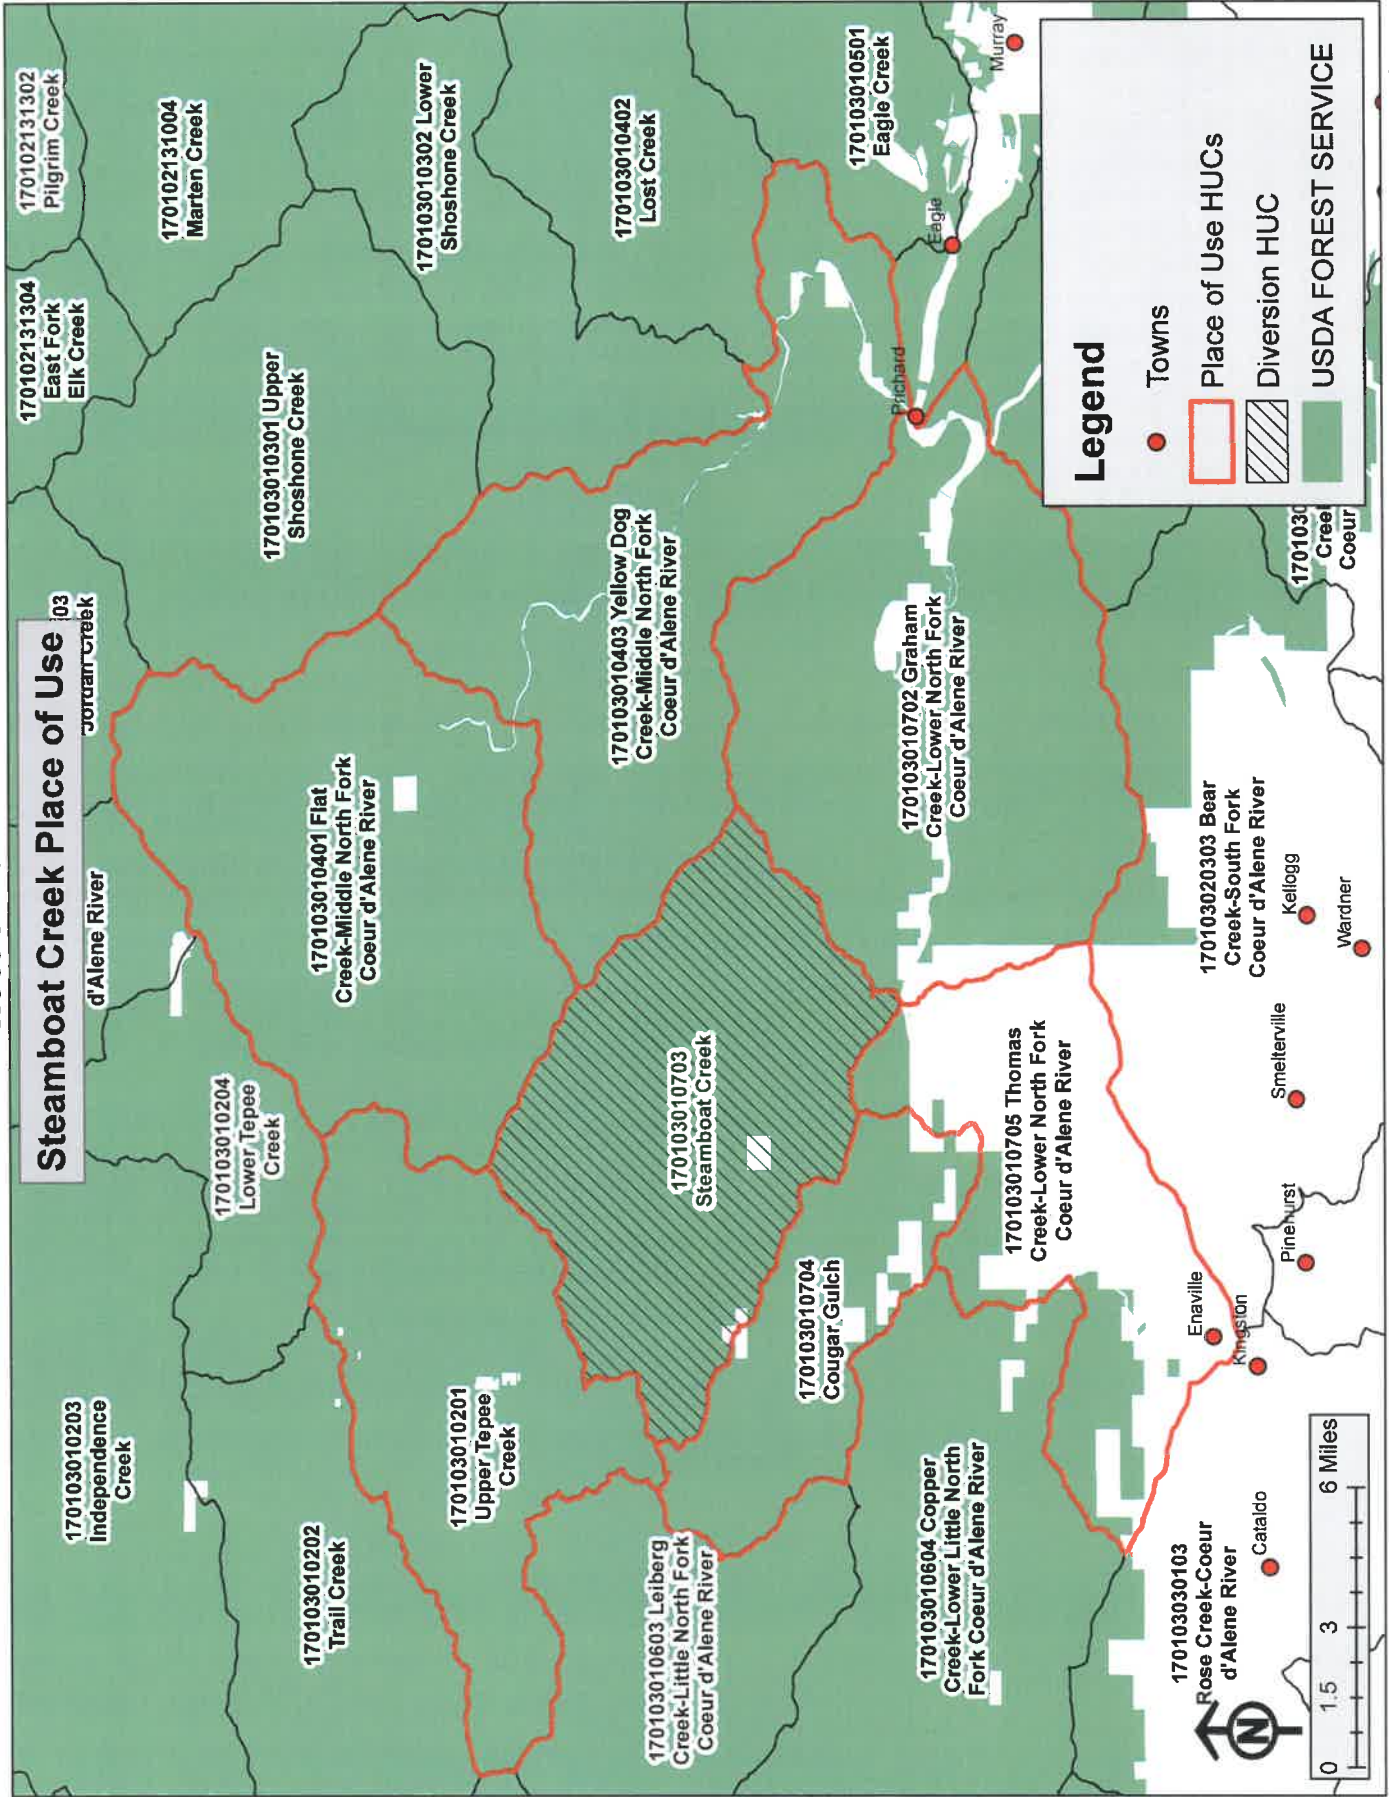 Steamboat Creek Place of Use
170103010203
Independence
Creek
170103010204
Lower Tepee
Creek
d'Alene River
03
Jordan Creek
170102131304
East Fork
Elk Creek
170102131302
Pilgrim Creek
170102131004
Marten Creek
170103010202
Trail Creek
170103010401 Flat
Creek-Middle North Fork
Coeur d'Alene River
170103010301 Upper
Shoshone Creek
170103010302 Lower
Shoshone Creek
170103010201
Upper Tepee
Creek
170103010403 Yellow Dog
Creek-Middle North Fork
Coeur d'Alene River
170103010402
Lost Creek
170103010603 Leiberg
Creek-Little North Fork
Coeur d'Alene River
170103010703
Steamboat Creek
170103010704
Cougar Gulch
170103010501
Eagle Creek
Prichard
Eagle
Murray
170103010604 Copper
Creek-Lower Little North
Fork Coeur d'Alene River
170103010705 Thomas
Creek-Lower North Fork
Coeur d'Alene River
170103010702 Graham
Creek-Lower North Fork
Coeur d'Alene River
170103030103
Rose Creek-Coeur
d'Alene River
Cataldo
Enaville
Kingston
Pinehurst
Smelterville
170103020303 Bear
Creek-South Fork
Coeur d'Alene River
Kellogg
Wardner
1701030
Creek
Coeur
N
0 1.5 3 6 Miles
Legend
Towns
Place of Use HUCs
Diversion HUC
USDA FOREST SERVICE